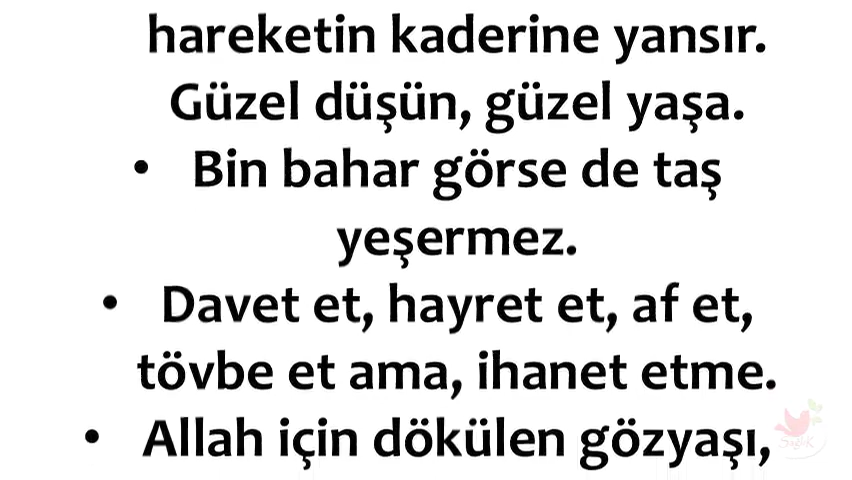 hareketin kaderine yansır.
Güzel düşün, güzel yaşa.
• Bin bahar görse de taş
yeşermez.
• Davet et, hayret et, af et,
tövbe et ama, ihanet etme.
• Allah için dökülen gözyaşı,